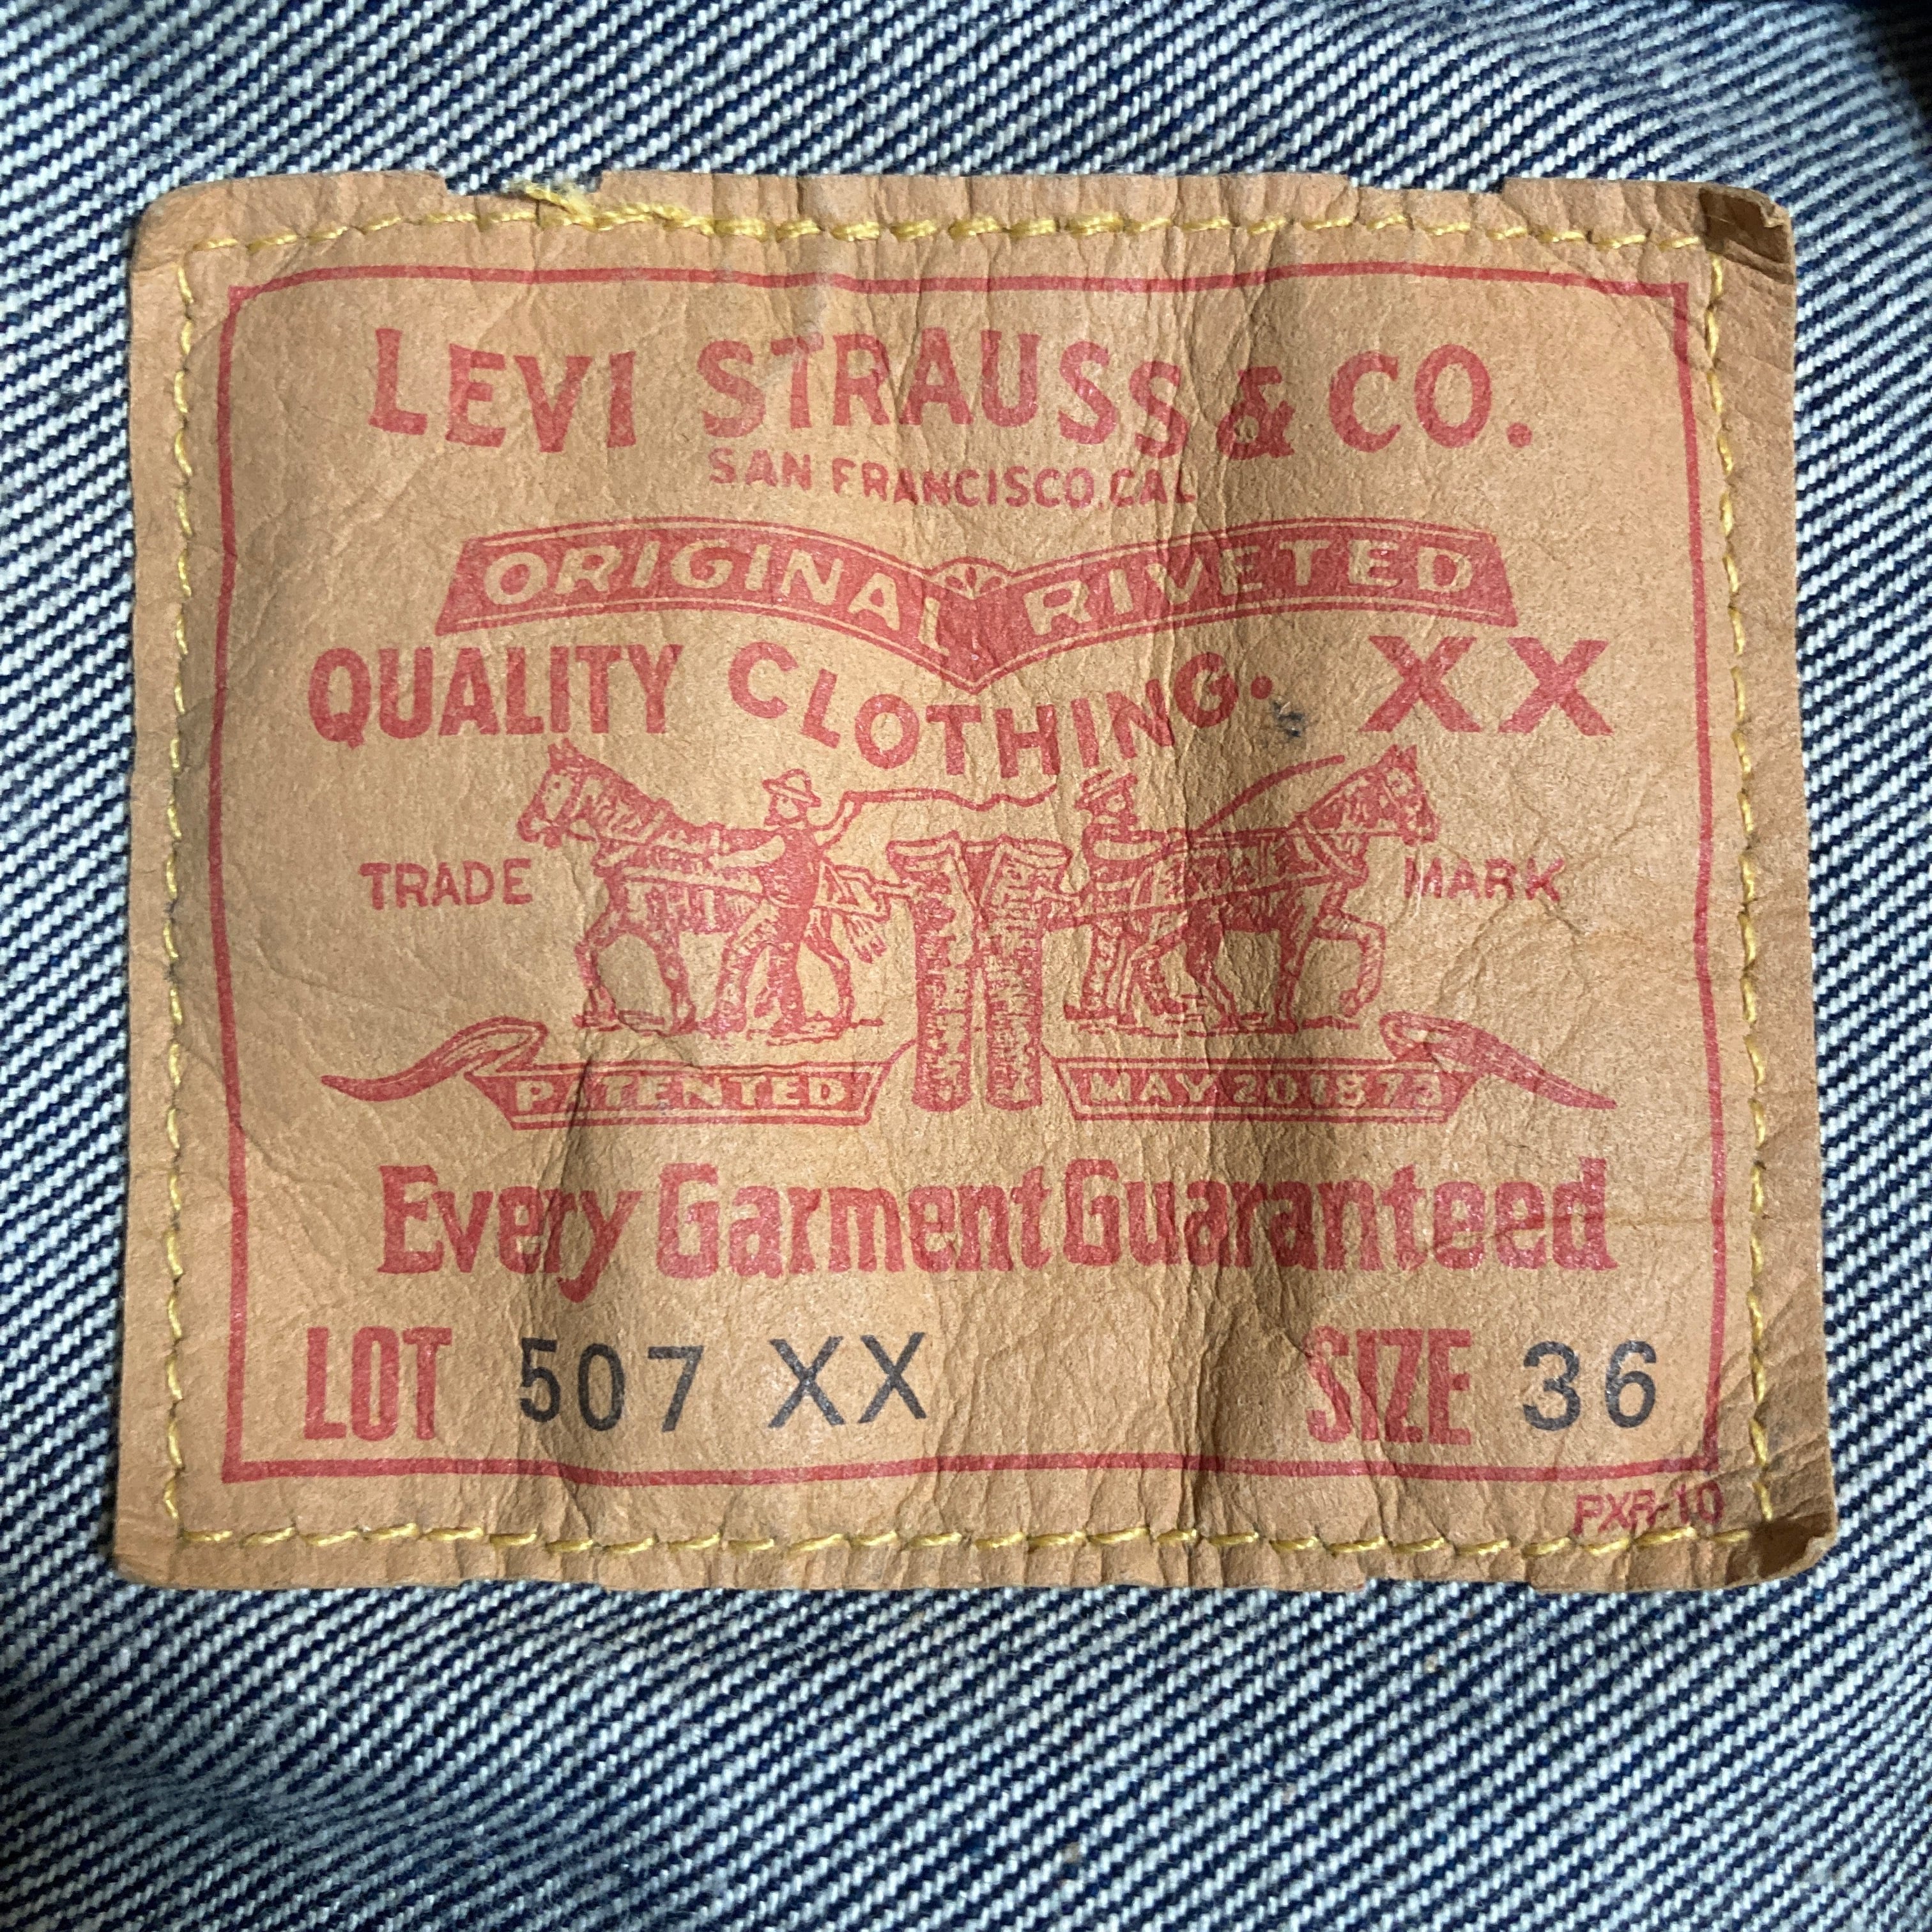 LEVI STRAUSS & CO.
SAN FRANCISCO, CAL
ORIGINAL RIVETED
QUALITY CLOTHING. XX
TRADE MARK
PATENTED MAY 20 1873
Every Garment Guaranteed
LOT 507 XX SIZE 36
PXR-10